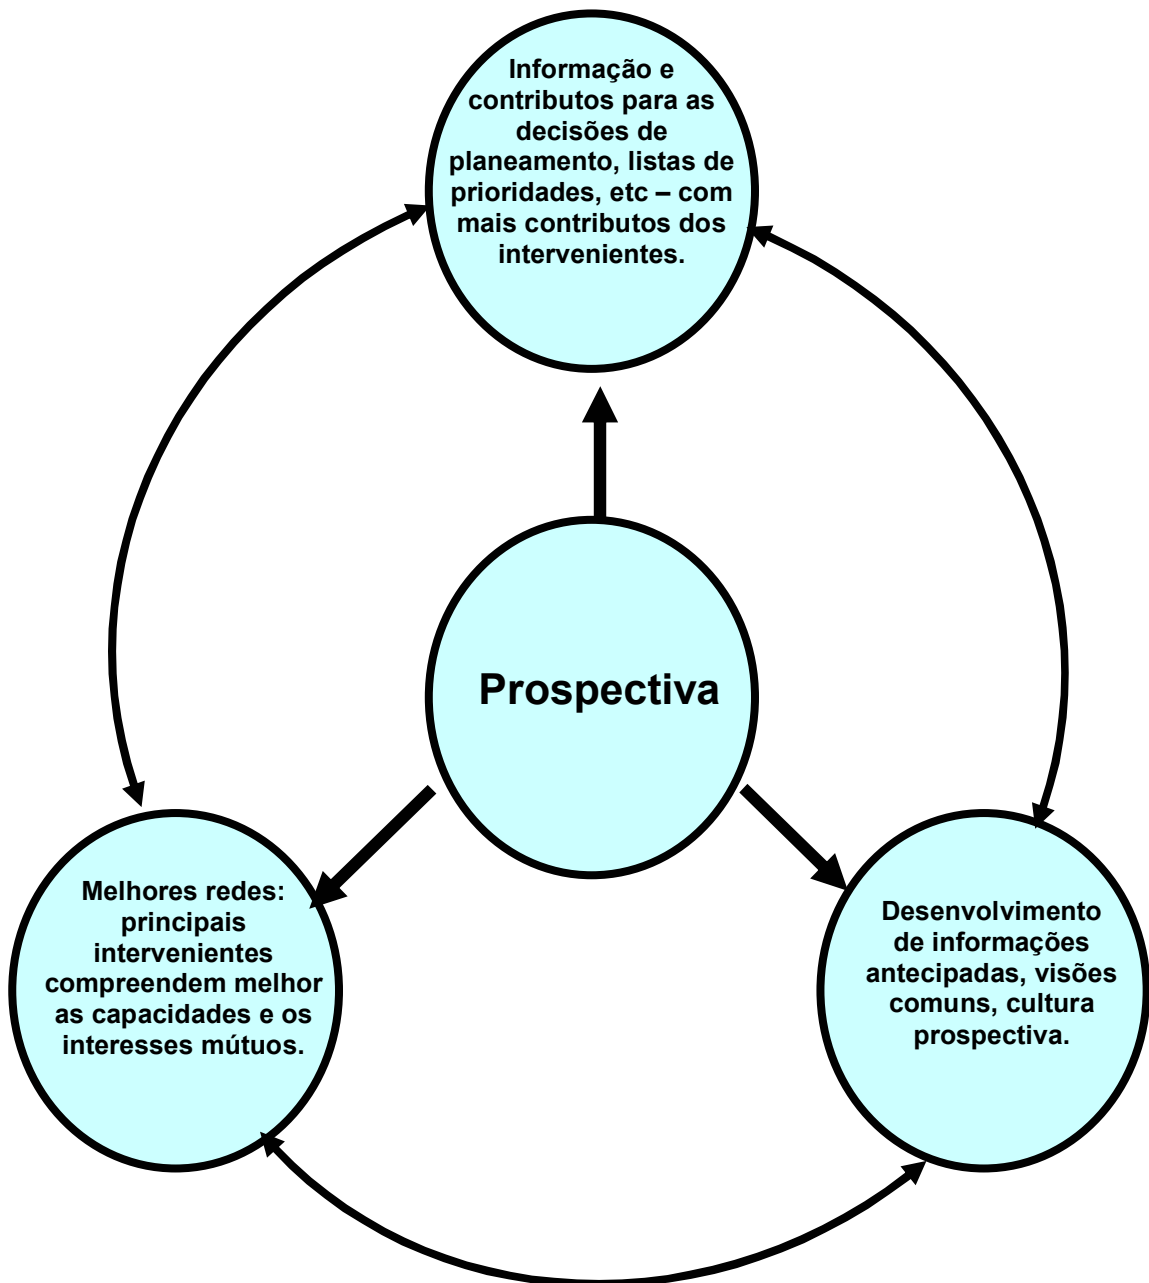 Informação e
contributos para as
decisões de
planeamento, listas de
prioridades, etc – com
mais contributos dos
intervenientes.
Prospectiva
Melhores redes:
principais
intervenientes
compreendem melhor
as capacidades e os
interesses mútuos.
Desenvolvimento
de informações
antecipadas, visões
comuns, cultura
prospectiva.